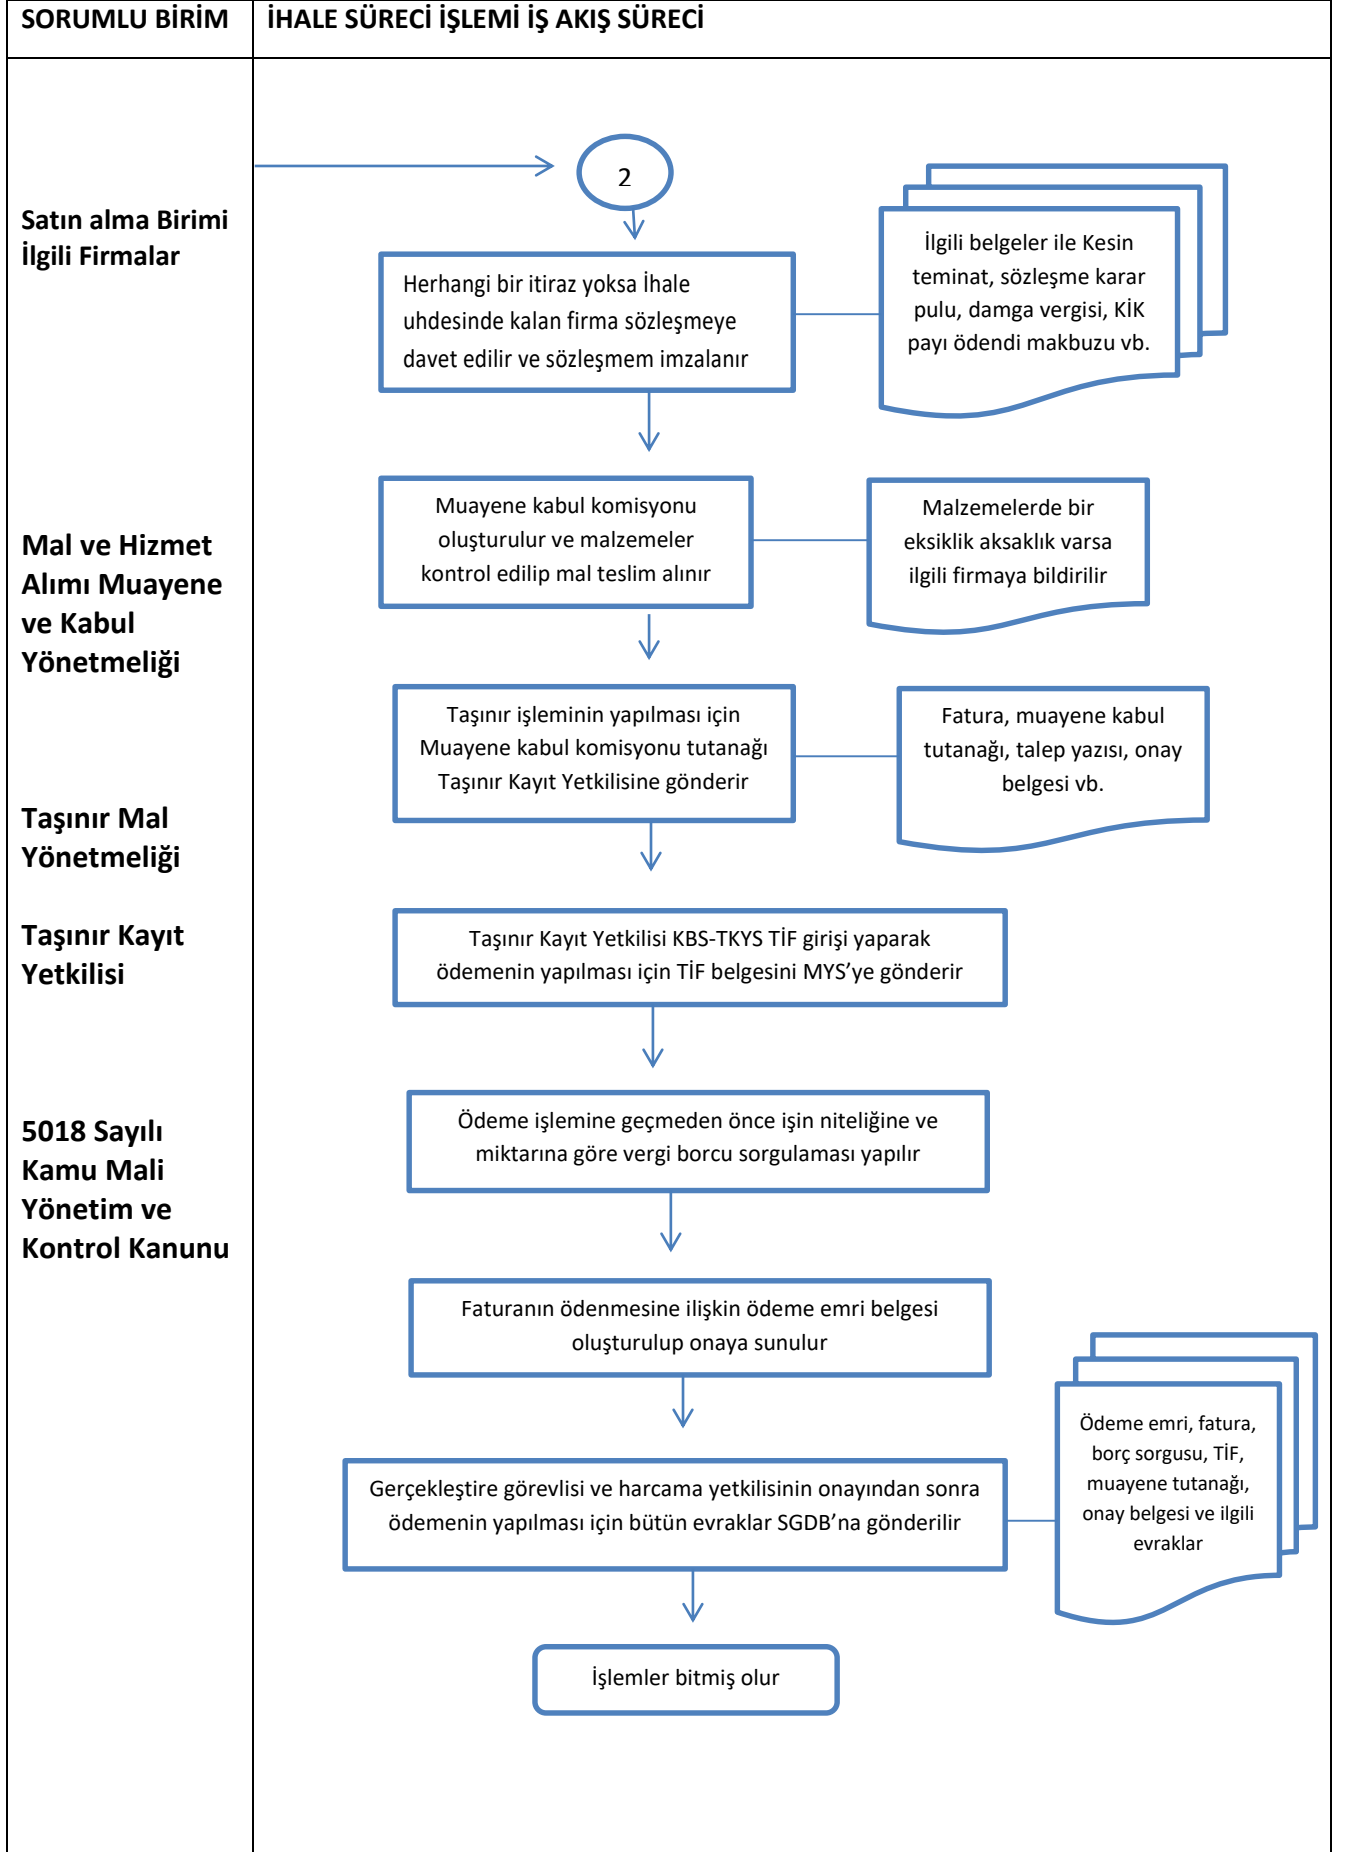 SORUMLU BİRİM
İHALE SÜRECİ İŞLEMİ İŞ AKIŞ SÜRECİ
Satın alma Birimi
İlgili Firmalar
2
Herhangi bir itiraz yoksa İhale
uhdesinde kalan firma sözleşmeye
davet edilir ve sözleşmem imzalanır
İlgili belgeler ile Kesin
teminat, sözleşme karar
pulu, damga vergisi, KİK
payı ödendi makbuzu vb.
Mal ve Hizmet
Alımı Muayene
ve Kabul
Yönetmeliği
Muayene kabul komisyonu
oluşturulur ve malzemeler
kontrol edilip mal teslim alınır
Malzemelerde bir
eksiklik aksaklık varsa
ilgili firmaya bildirilir
Taşınır işleminin yapılması için
Muayene kabul komisyonu tutanağı
Taşınır Kayıt Yetkilisine gönderir
Fatura, muayene kabul
tutanağı, talep yazısı, onay
belgesi vb.
Taşınır Mal
Yönetmeliği
Taşınır Kayıt
Yetkilisi
Taşınır Kayıt Yetkilisi KBS-TKYS TİF girişi yaparak
ödemenin yapılması için TİF belgesini MYS’ye gönderir
5018 Sayılı
Kamu Mali
Yönetim ve
Kontrol Kanunu
Ödeme işlemine geçmeden önce işin niteliğine ve
miktarına göre vergi borcu sorgulaması yapılır
Faturanın ödenmesine ilişkin ödeme emri belgesi
oluşturulup onaya sunulur
Gerçekleştire görevlisi ve harcama yetkilisinin onayından sonra
ödemenin yapılması için bütün evraklar SGDB’na gönderilir
Ödeme emri, fatura,
borç sorgusu, TİF,
muayene tutanağı,
onay belgesi ve ilgili
evraklar
İşlemler bitmiş olur